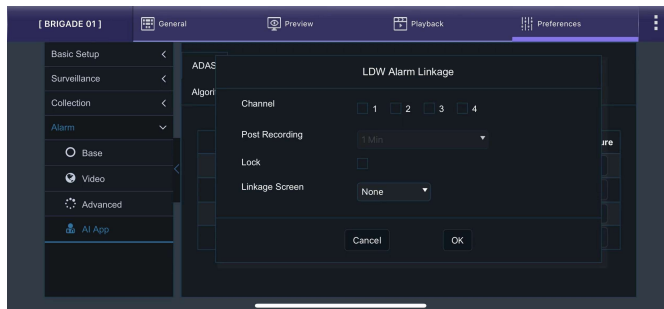 [ BRIGADE 01 ] General Preview Playback Preferences
Basic Setup
Surveillance
Collection
Alarm
Base
Video
Advanced
AI App
ADAS
Algori
ure
LDW Alarm Linkage
Channel 1 2 3 4
Post Recording 1 Min
Lock
Linkage Screen None
Cancel OK